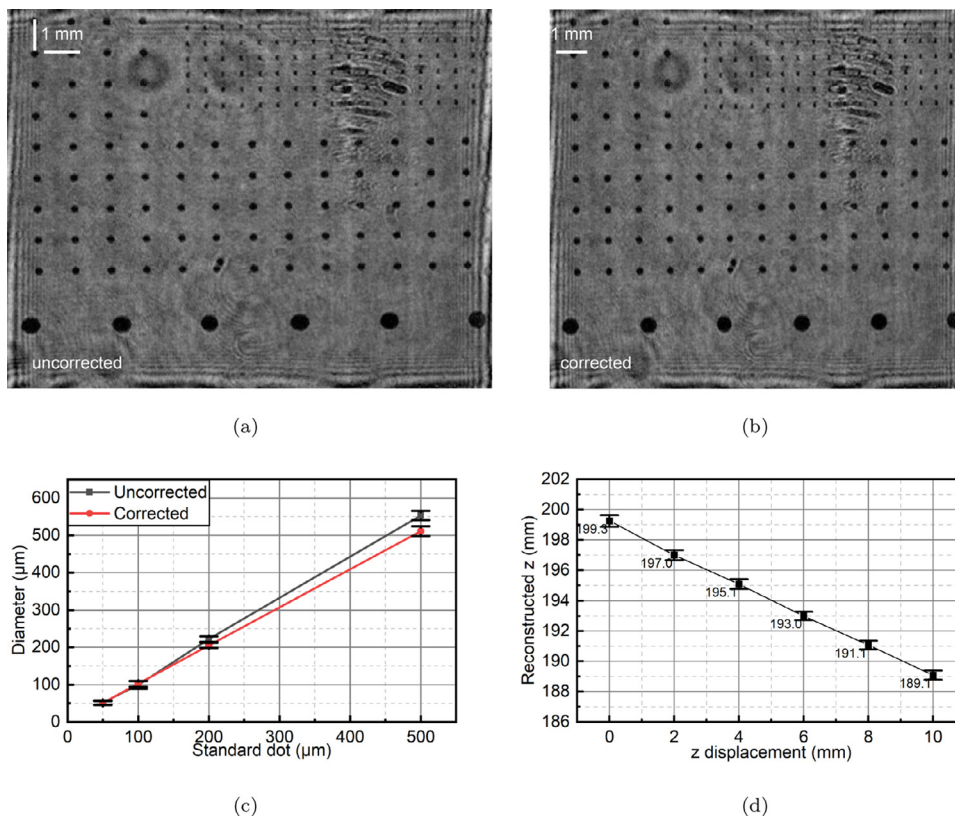 1 mm
uncorrected
(a)
1 mm
corrected
(b)
Uncorrected
Corrected
Diameter (µm)
600
500
400
300
200
100
0
0 100 200 300 400 500
Standard dot (µm)
(c)
Reconstructed z (mm)
202
200
198
196
194
192
190
188
186
199.3
197.0
195.1
193.0
191.1
189.1
0 2 4 6 8 10
z displacement (mm)
(d)